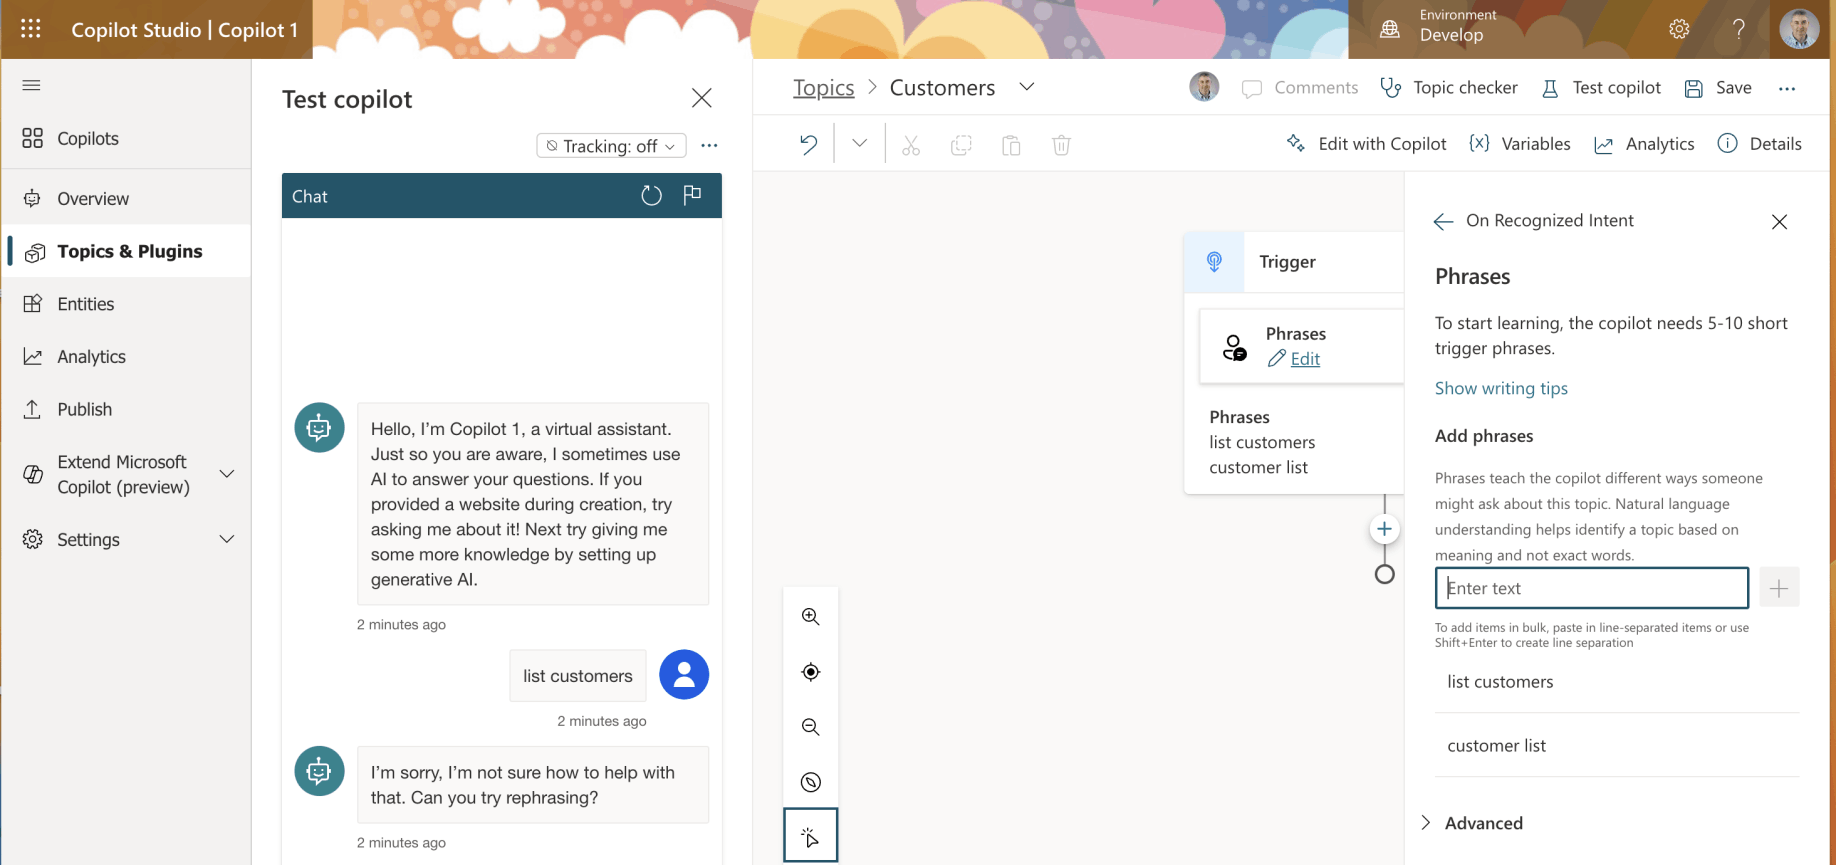 Copilot Studio | Copilot 1
Environment
Develop
?
Copilots
Overview
Topics & Plugins
Entities
Analytics
Publish
Extend Microsoft
Copilot (preview)
Settings
Test copilot
Tracking: off
Chat
Hello, I'm Copilot 1, a virtual assistant.
Just so you are aware, I sometimes use
AI to answer your questions. If you
provided a website during creation, try
asking me about it! Next try giving me
some more knowledge by setting up
generative AI.
2 minutes ago
list customers
2 minutes ago
I'm sorry, I'm not sure how to help with
that. Can you try rephrasing?
2 minutes ago
Topics > Customers
Comments
Topic checker
Test copilot
Save
Edit with Copilot
{x} Variables
Analytics
Details
Trigger
Phrases
Edit
Phrases
list customers
customer list
On Recognized Intent
Phrases
To start learning, the copilot needs 5-10 short
trigger phrases.
Show writing tips
Add phrases
Phrases teach the copilot different ways someone
might ask about this topic. Natural language
understanding helps identify a topic based on
meaning and not exact words.
Enter text
To add items in bulk, paste in line-separated items or use
Shift+Enter to create line separation
list customers
customer list
Advanced